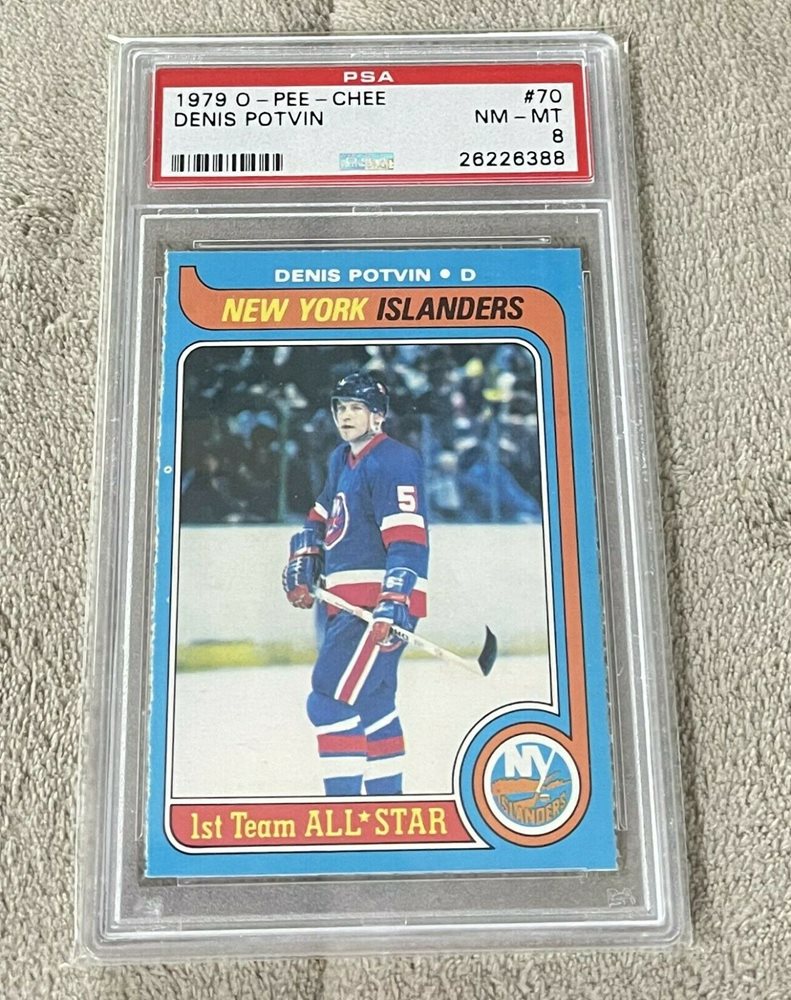 PSA
1979 O-PEE-CHEE #70
DENIS POTVIN NM-MT
8
26226388
DENIS POTVIN • D
NEW YORK ISLANDERS
5
NY
ISLANDERS
1st Team ALL★STAR